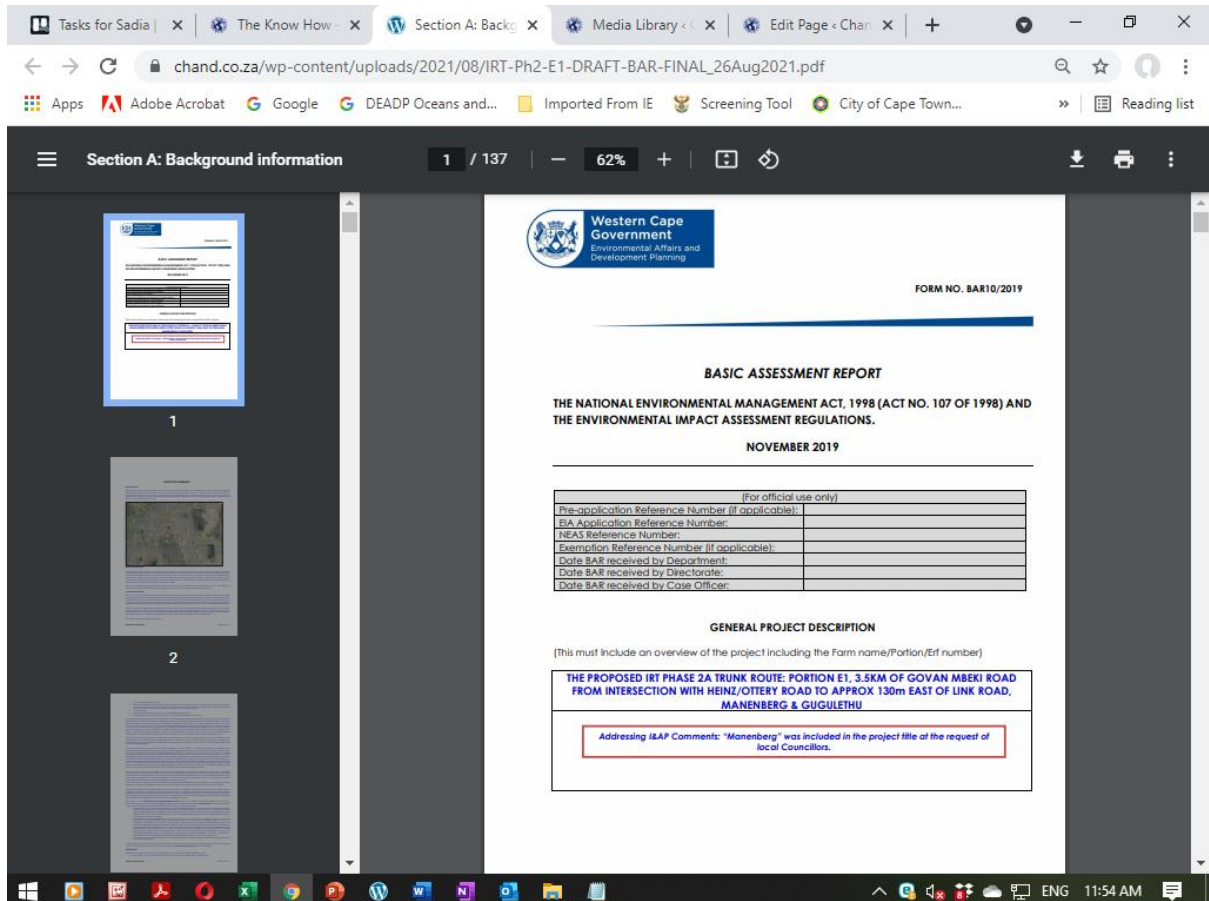 Tasks for Sadia |
The Know How -
Section A: Backg
Media Library ‹
Edit Page ‹ Chan
chand.co.za/wp-content/uploads/2021/08/IRT-Ph2-E1-DRAFT-BAR-FINAL_26Aug2021.pdf
Apps Adobe Acrobat Google DEADP Oceans and... Imported From IE Screening Tool City of Cape Town... » Reading list
Section A: Background information 1 / 137 62%
1
2
Western Cape
Government
Environmental Affairs and
Development Planning
FORM NO. BAR10/2019
BASIC ASSESSMENT REPORT
THE NATIONAL ENVIRONMENTAL MANAGEMENT ACT, 1998 (ACT NO. 107 OF 1998) AND
THE ENVIRONMENTAL IMPACT ASSESSMENT REGULATIONS.
NOVEMBER 2019
(For official use only)
Pre-application Reference Number (if applicable):
EIA Application Reference Number:
NEAS Reference Number:
Exemption Reference Number (if applicable):
Date BAR received by Department:
Date BAR received by Directorate:
Date BAR received by Case Officer:
GENERAL PROJECT DESCRIPTION
(This must include an overview of the project including the Farm name/Portion/Erf number)
THE PROPOSED IRT PHASE 2A TRUNK ROUTE: PORTION E1, 3.5KM OF GOVAN MBEKI ROAD
FROM INTERSECTION WITH HEINZ/OTTERY ROAD TO APPROX 130m EAST OF LINK ROAD,
MANENBERG & GUGULETHU
Addressing I&AP Comments: "Manenberg" was included in the project title at the request of
local Councillors.
ENG 11:54 AM